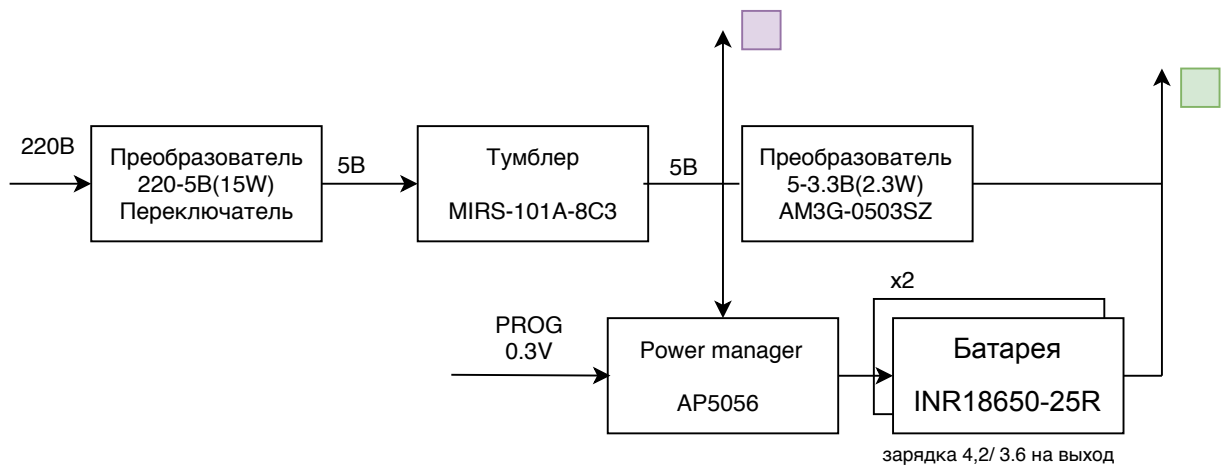 220В
Преобразователь
220-5В(15W)
Переключатель
5В
Тумблер
MIRS-101A-8C3
5В
Преобразователь
5-3.3В(2.3W)
AM3G-0503SZ
PROG
0.3V
Power manager
AP5056
x2
Батарея
INR18650-25R
зарядка 4,2/ 3.6 на выход